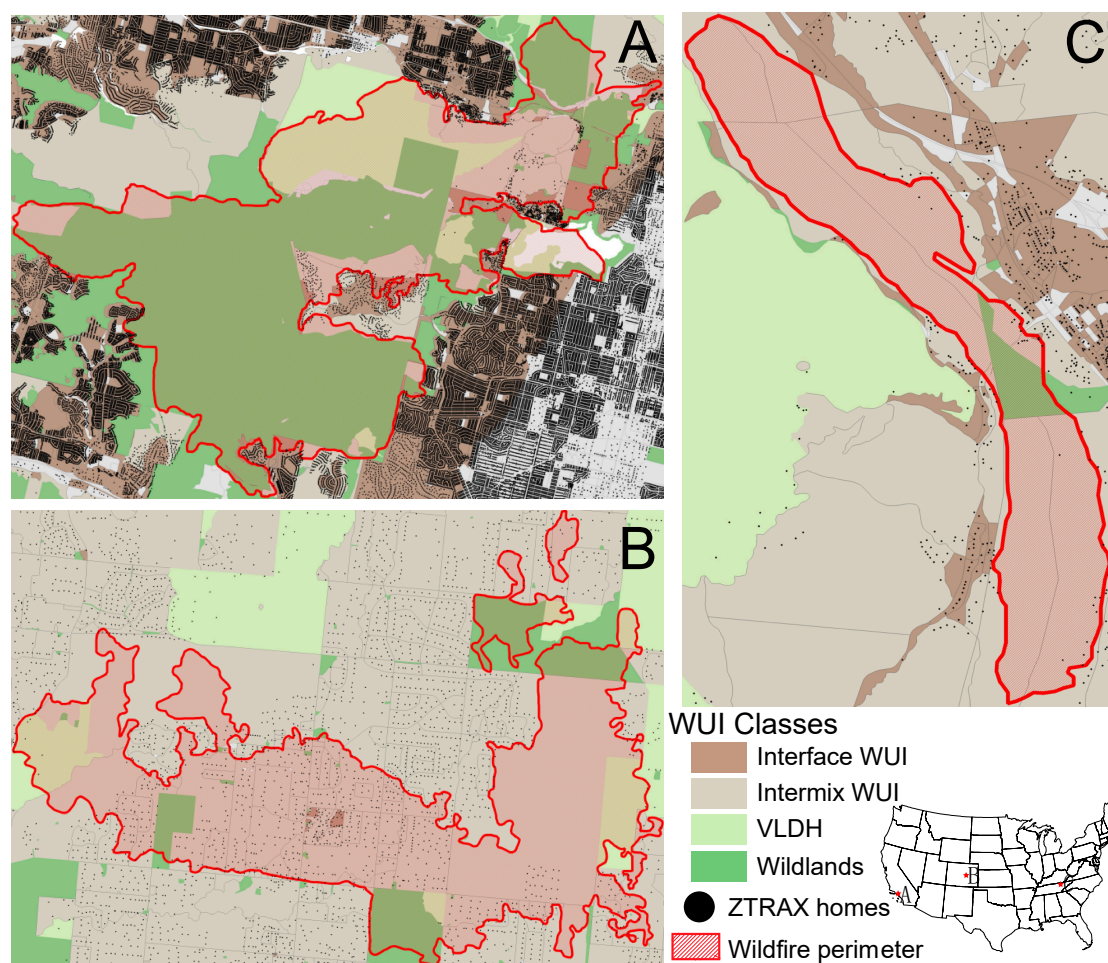 A
C
B
WUI Classes
Interface WUI
Intermix WUI
VLDH
Wildlands
ZTRAX homes
Wildfire perimeter
A
B